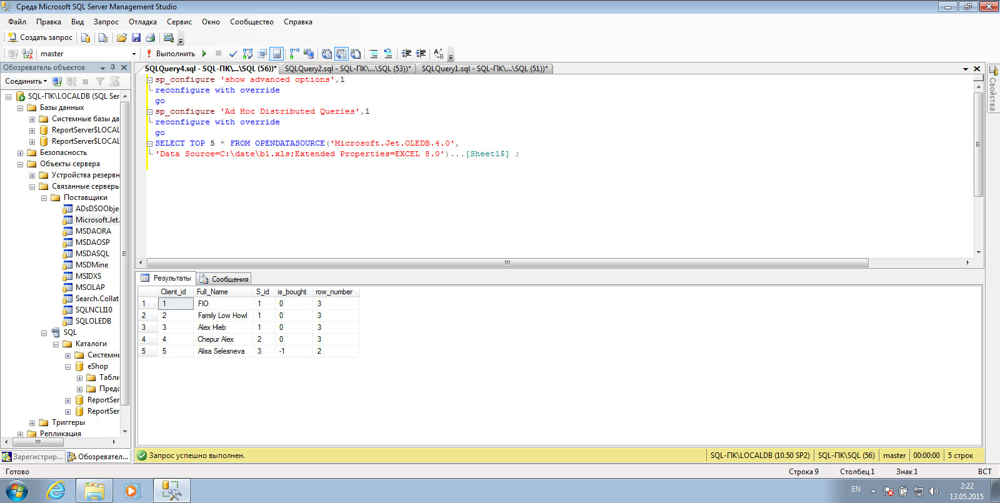 Среда Microsoft SQL Server Management Studio
Файл Правка Вид Запрос Отладка Сервис Окно Сообщество Справка
Создать запрос
master Выполнить
Обозреватель объектов
SQLQuery4.sql - SQL-ПК\...\SQL (56))* SQLQuery2.sql - SQL-ПК\...\SQL (53))* SQLQuery1.sql - SQL-ПК\...\SQL (51))*
Соединить
SQL-ПК\LOCALDB (SQL Ser
Базы данных
Системные базы да
ReportServer$LOCAL
ReportServer$LOCAL
Безопасность
Объекты сервера
Устройства резервн
Связанные серверы
Поставщики
ADsDSOObje
Microsoft.Jet.
MSDAORA
MSDAOSP
MSDASQL
MSDMine
MSIDXS
MSOLAP
Search.Collat
SQLNCLI10
SQLOLEDB
SQL
Каталоги
Системны
eShop
Табли
Предс
ReportSer
ReportSer
Триггеры
Репликация
Зарегистрир... Обозревател...
sp_configure 'show advanced options',1
reconfigure with override
go
sp_configure 'Ad Hoc Distributed Queries',1
reconfigure with override
go
SELECT TOP 5 * FROM OPENDATASOURCE('Microsoft.Jet.OLEDB.4.0',
'Data Source=C:\date\b1.xls;Extended Properties=EXCEL 8.0')...[Sheet1$] ;
Свойства
Результаты Сообщения
Client_id Full_Name S_id is_bought row_number
1 1 FIO 1 0 3
2 2 Family Low Howl 1 0 3
3 3 Alex Hleb 1 0 3
4 4 Chepur Alex 2 0 3
5 5 Alisa Selesneva 3 -1 2
Запрос успешно выполнен. SQL-ПК\LOCALDB (10.50 SP2) SQL-ПК\SQL (56) master 00:00:00 5 строк
Готово Строка 9 Столбец 1 Знак 1 ВСТ
EN
2:22
13.05.2015